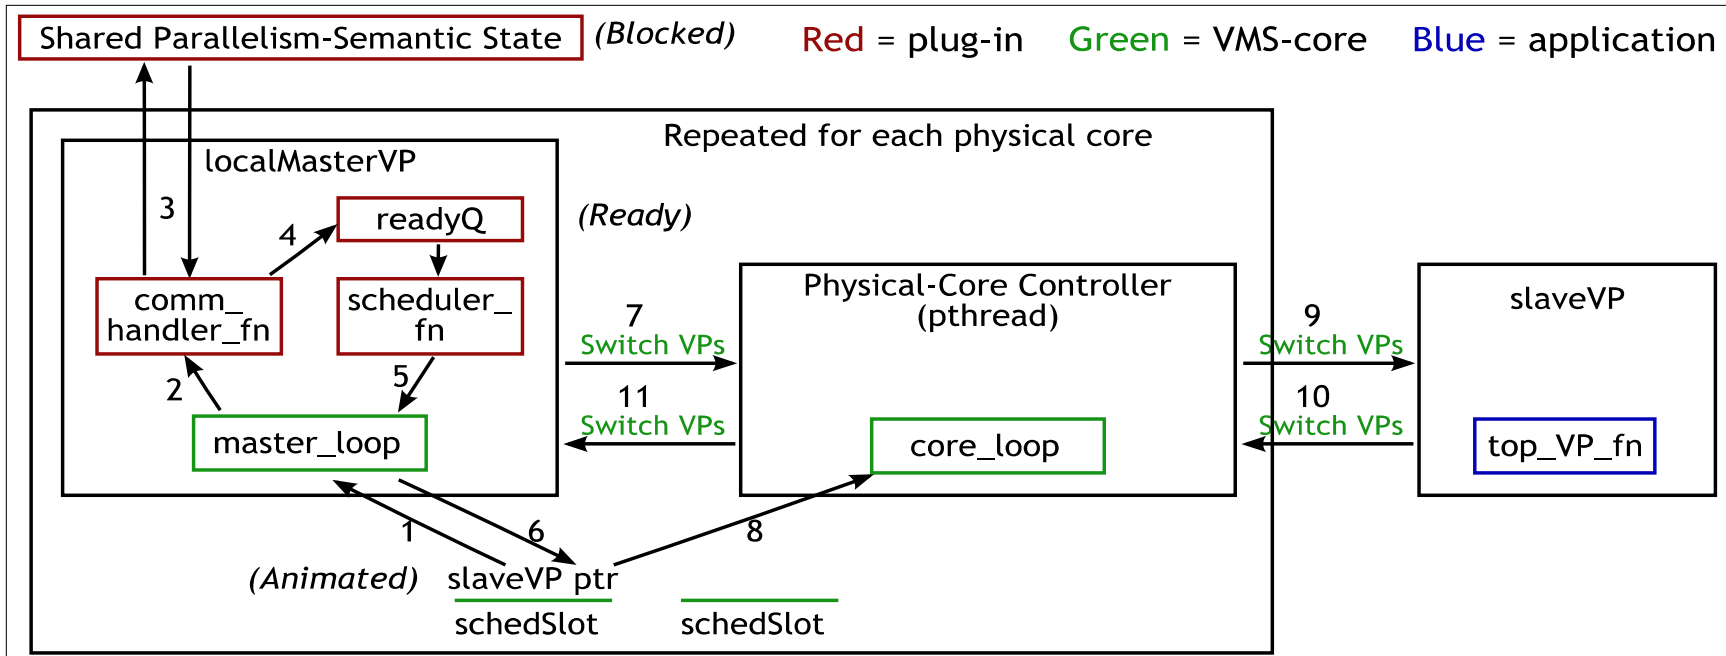 Shared Parallelism-Semantic State
(Blocked)
Red = plug-in
Green = VMS-core
Blue = application
Repeated for each physical core
localMasterVP
3
4
readyQ
(Ready)
comm_
handler_fn
scheduler_
fn
2
5
master_loop
7
Switch VPs
11
Switch VPs
Physical-Core Controller
(pthread)
core_loop
9
Switch VPs
10
Switch VPs
slaveVP
top_VP_fn
1
6
8
(Animated)
slaveVP ptr
schedSlot
schedSlot